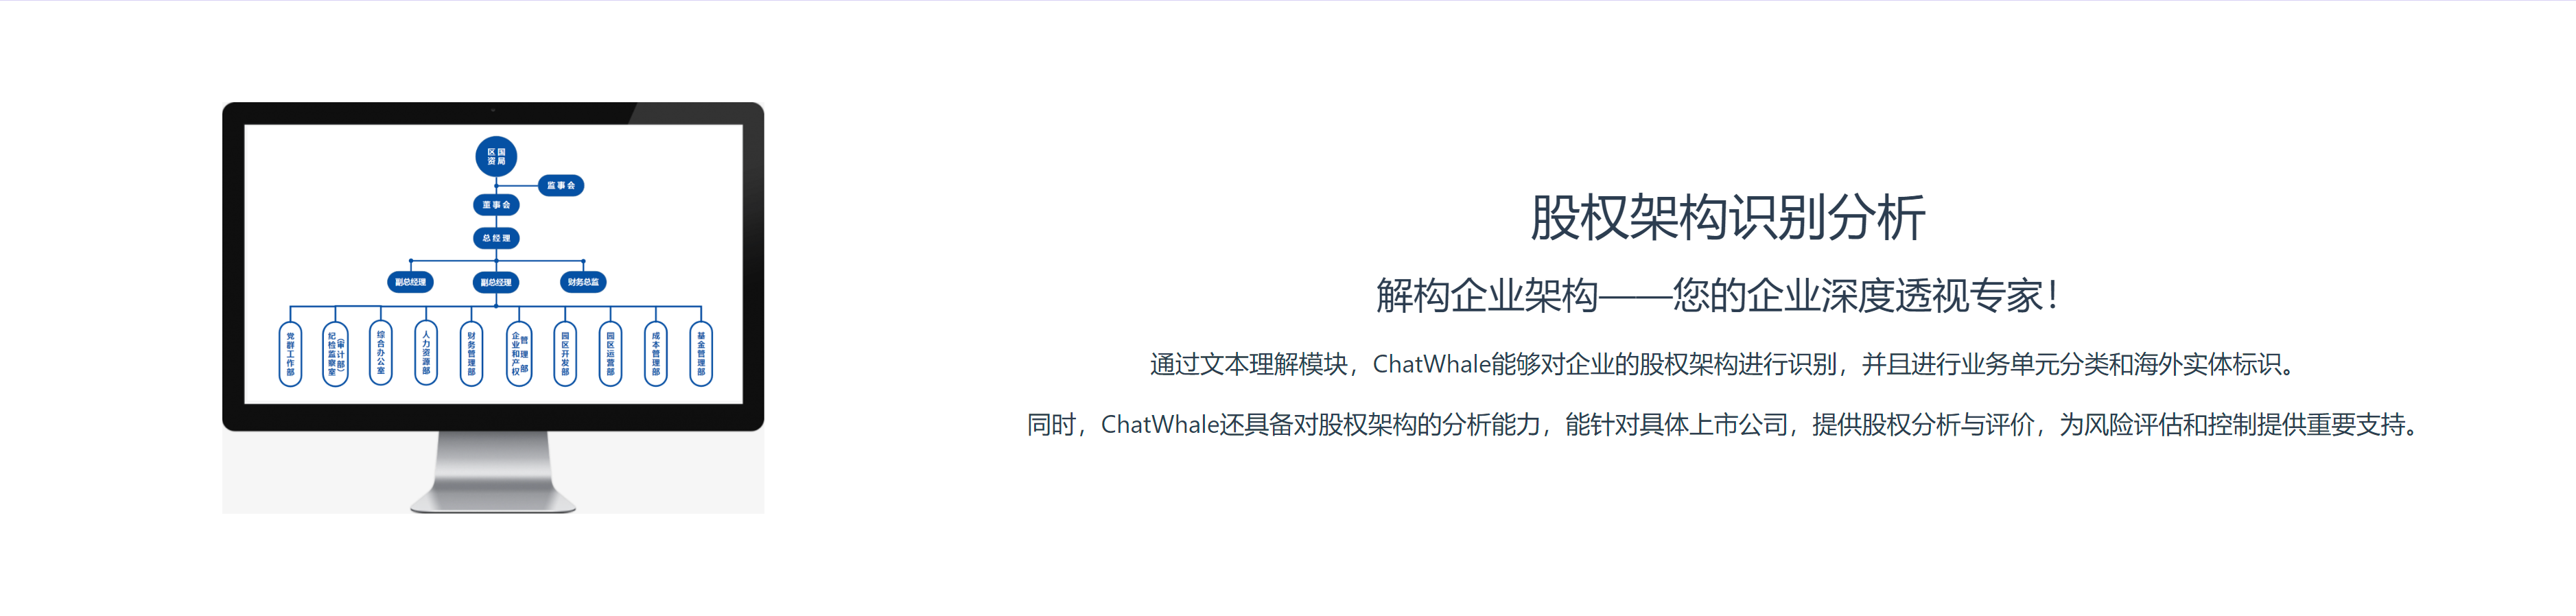 区国
资局
监事会
董事会
总经理
副总经理
副总经理
财务总监
党群工作部
纪检监察室
（审计部）
综合办公室
人力资源部
财务管理部
企业和产权
管理部
园区开发部
园区运营部
成本管理部
基金管理部
股权架构识别分析
解构企业架构——您的企业深度透视专家！
通过文本理解模块，ChatWhale能够对企业的股权架构进行识别，并且进行业务单元分类和海外实体标识。
同时，ChatWhale还具备对股权架构的分析能力，能针对具体上市公司，提供股权分析与评价，为风险评估和控制提供重要支持。